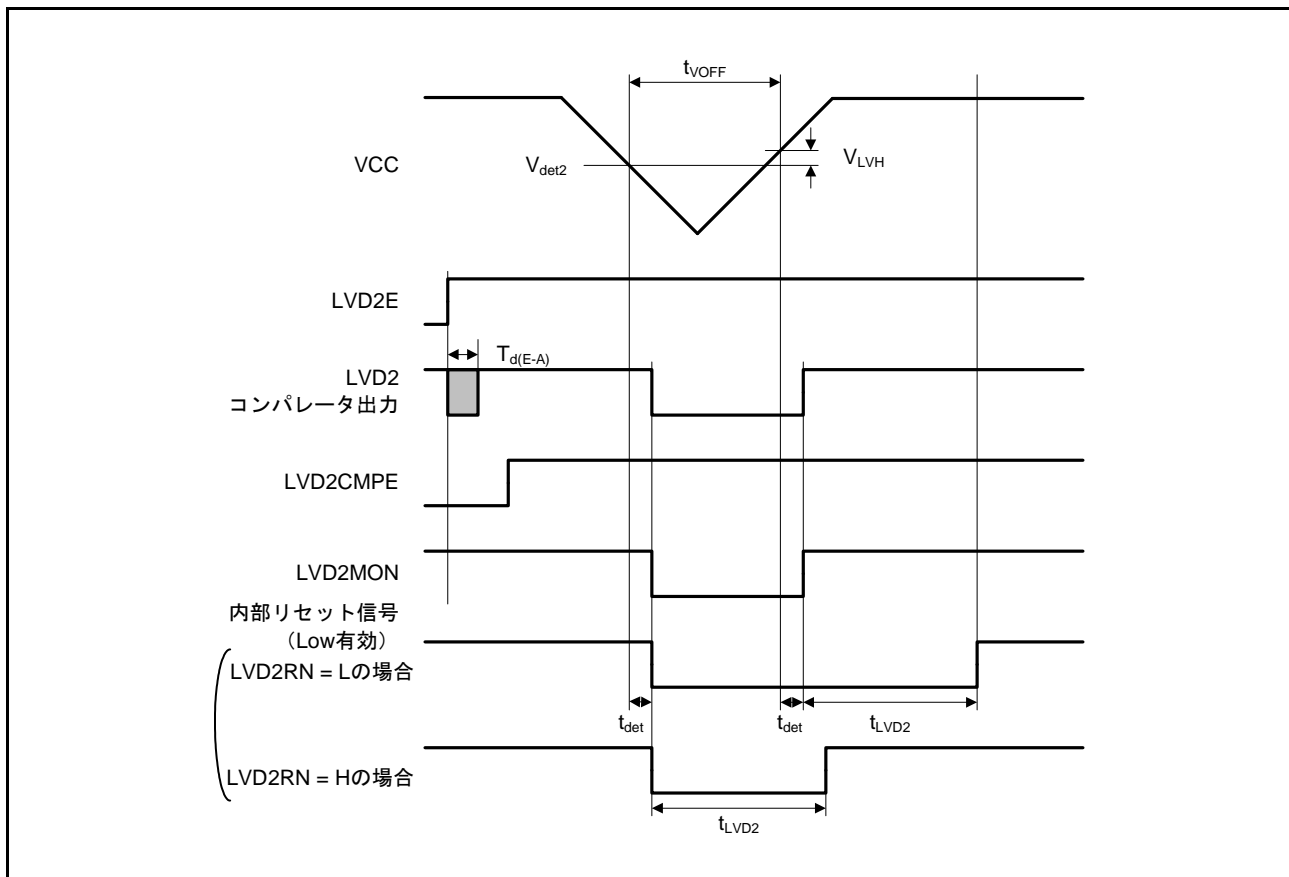 tVOFF
VCC
Vdet2
VLVH
LVD2E
Td(E-A)
LVD2
コンパレータ出力
LVD2CMPE
LVD2MON
内部リセット信号
（Low有効）
LVD2RN = Lの場合
tdet
tdet
tLVD2
LVD2RN = Hの場合
tLVD2